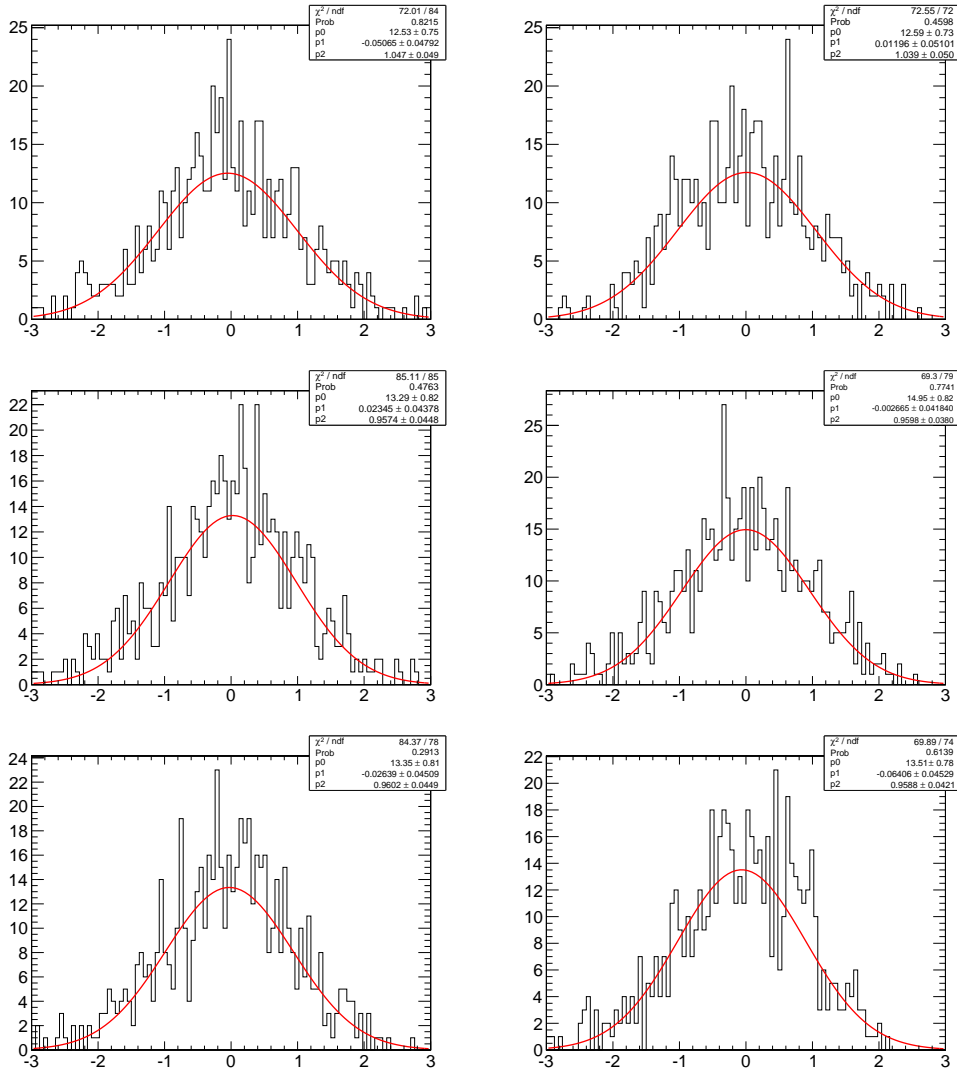 χ² / ndf 72.01 / 84
Prob 0.8215
p0 12.53 ± 0.75
p1 -0.05065 ± 0.04792
p2 1.047 ± 0.049
25
20
15
10
5
0
-3 -2 -1 0 1 2 3
χ² / ndf 72.55 / 72
Prob 0.4598
p0 12.59 ± 0.73
p1 0.01196 ± 0.05101
p2 1.039 ± 0.050
25
20
15
10
5
0
-3 -2 -1 0 1 2 3
χ² / ndf 85.11 / 85
Prob 0.4763
p0 13.29 ± 0.82
p1 0.02345 ± 0.04378
p2 0.9574 ± 0.0448
22
20
18
16
14
12
10
8
6
4
2
0
-3 -2 -1 0 1 2 3
χ² / ndf 69.3 / 79
Prob 0.7741
p0 14.95 ± 0.82
p1 -0.002665 ± 0.041840
p2 0.9598 ± 0.0380
25
20
15
10
5
0
-3 -2 -1 0 1 2 3
χ² / ndf 84.37 / 78
Prob 0.2913
p0 13.35 ± 0.81
p1 -0.02639 ± 0.04509
p2 0.9602 ± 0.0449
24
22
20
18
16
14
12
10
8
6
4
2
0
-3 -2 -1 0 1 2 3
χ² / ndf 69.89 / 74
Prob 0.6139
p0 13.51 ± 0.78
p1 -0.06406 ± 0.04529
p2 0.9588 ± 0.0421
22
20
18
16
14
12
10
8
6
4
2
0
-3 -2 -1 0 1 2 3